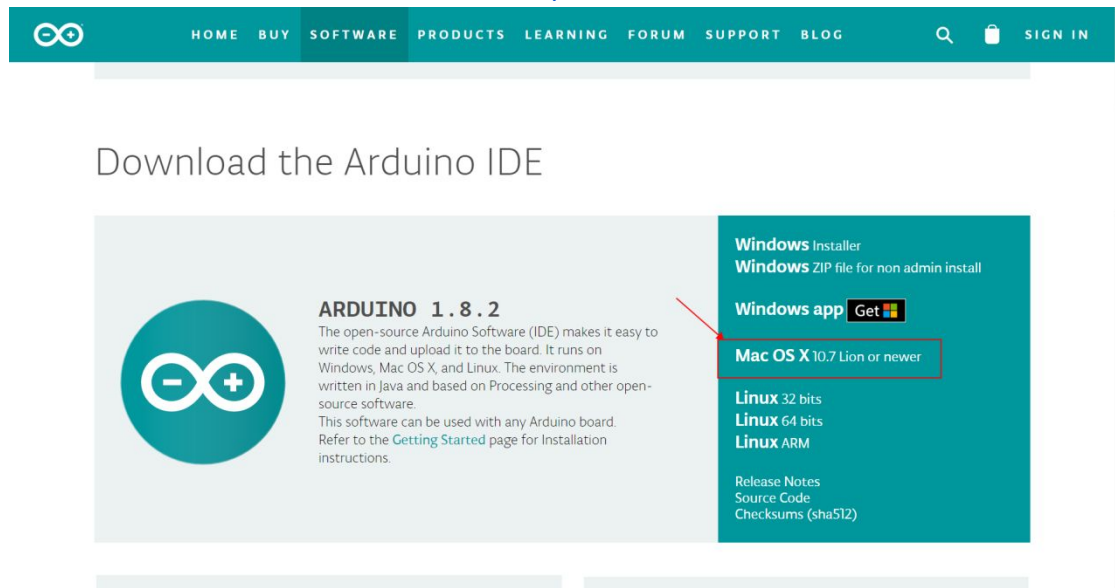 HOME BUY SOFTWARE PRODUCTS LEARNING FORUM SUPPORT BLOG SIGN IN
Download the Arduino IDE
ARDUINO 1.8.2
The open-source Arduino Software (IDE) makes it easy to
write code and upload it to the board. It runs on
Windows, Mac OS X, and Linux. The environment is
written in Java and based on Processing and other open-
source software.
This software can be used with any Arduino board.
Refer to the Getting Started page for Installation
instructions.
Windows Installer
Windows ZIP file for non admin install
Windows app Get
Mac OS X 10.7 Lion or newer
Linux 32 bits
Linux 64 bits
Linux ARM
Release Notes
Source Code
Checksums (sha512)